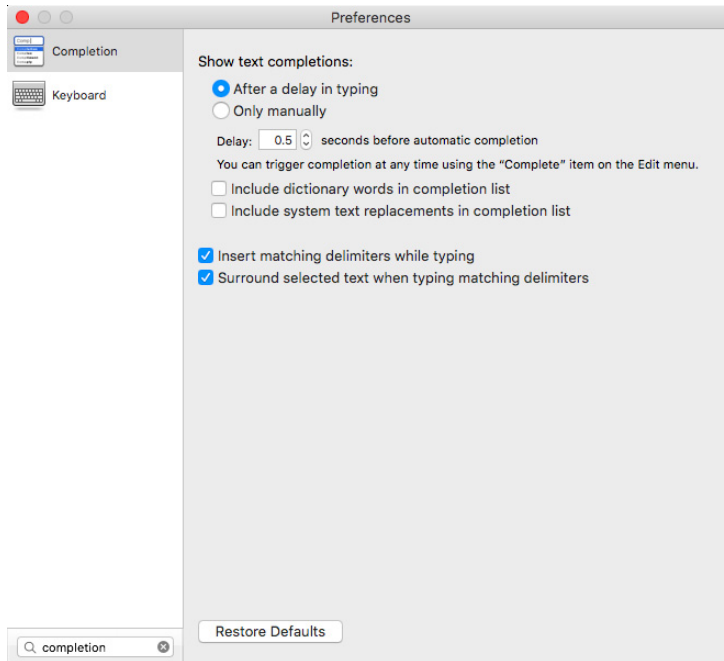 Preferences
Completion
Keyboard
Show text completions:
After a delay in typing
Only manually
Delay: 0.5 seconds before automatic completion
You can trigger completion at any time using the “Complete” item on the Edit menu.
Include dictionary words in completion list
Include system text replacements in completion list
Insert matching delimiters while typing
Surround selected text when typing matching delimiters
Restore Defaults
completion